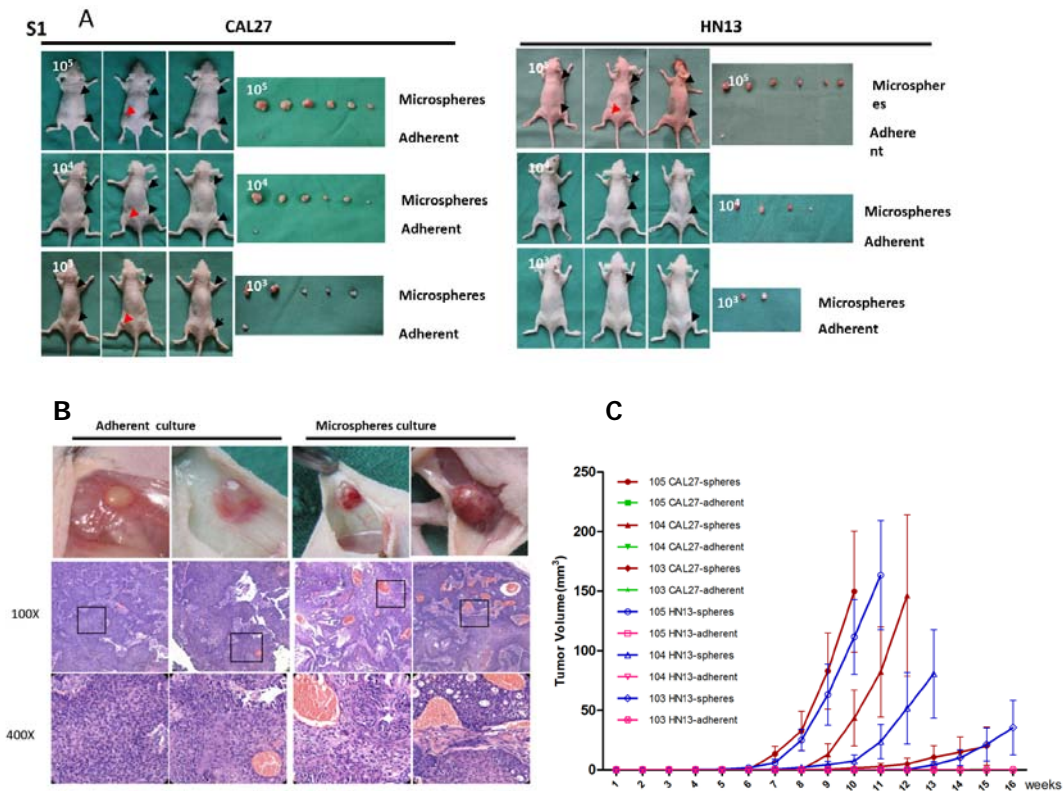 S1 A CAL27 HN13
10⁵
10⁵
Microspheres
Adherent
10⁴
10⁴
Microspheres
Adherent
10³
10³
Microspheres
Adherent
10⁵
Microspher
es
Adhere
nt
10⁴
Microspheres
Adherent
10³
Microspheres
Adherent
B
Adherent culture Microspheres culture
100X
400X
C
Tumor Volume(mm³)
250
200
150
100
50
0
105 CAL27-spheres
105 CAL27-adherent
104 CAL27-spheres
104 CAL27-adherent
103 CAL27-spheres
103 CAL27-adherent
105 HN13-spheres
105 HN13-adherent
104 HN13-spheres
104 HN13-adherent
103 HN13-spheres
103 HN13-adherent
1 2 3 4 5 6 7 8 9 10 11 12 13 14 15 16 weeks